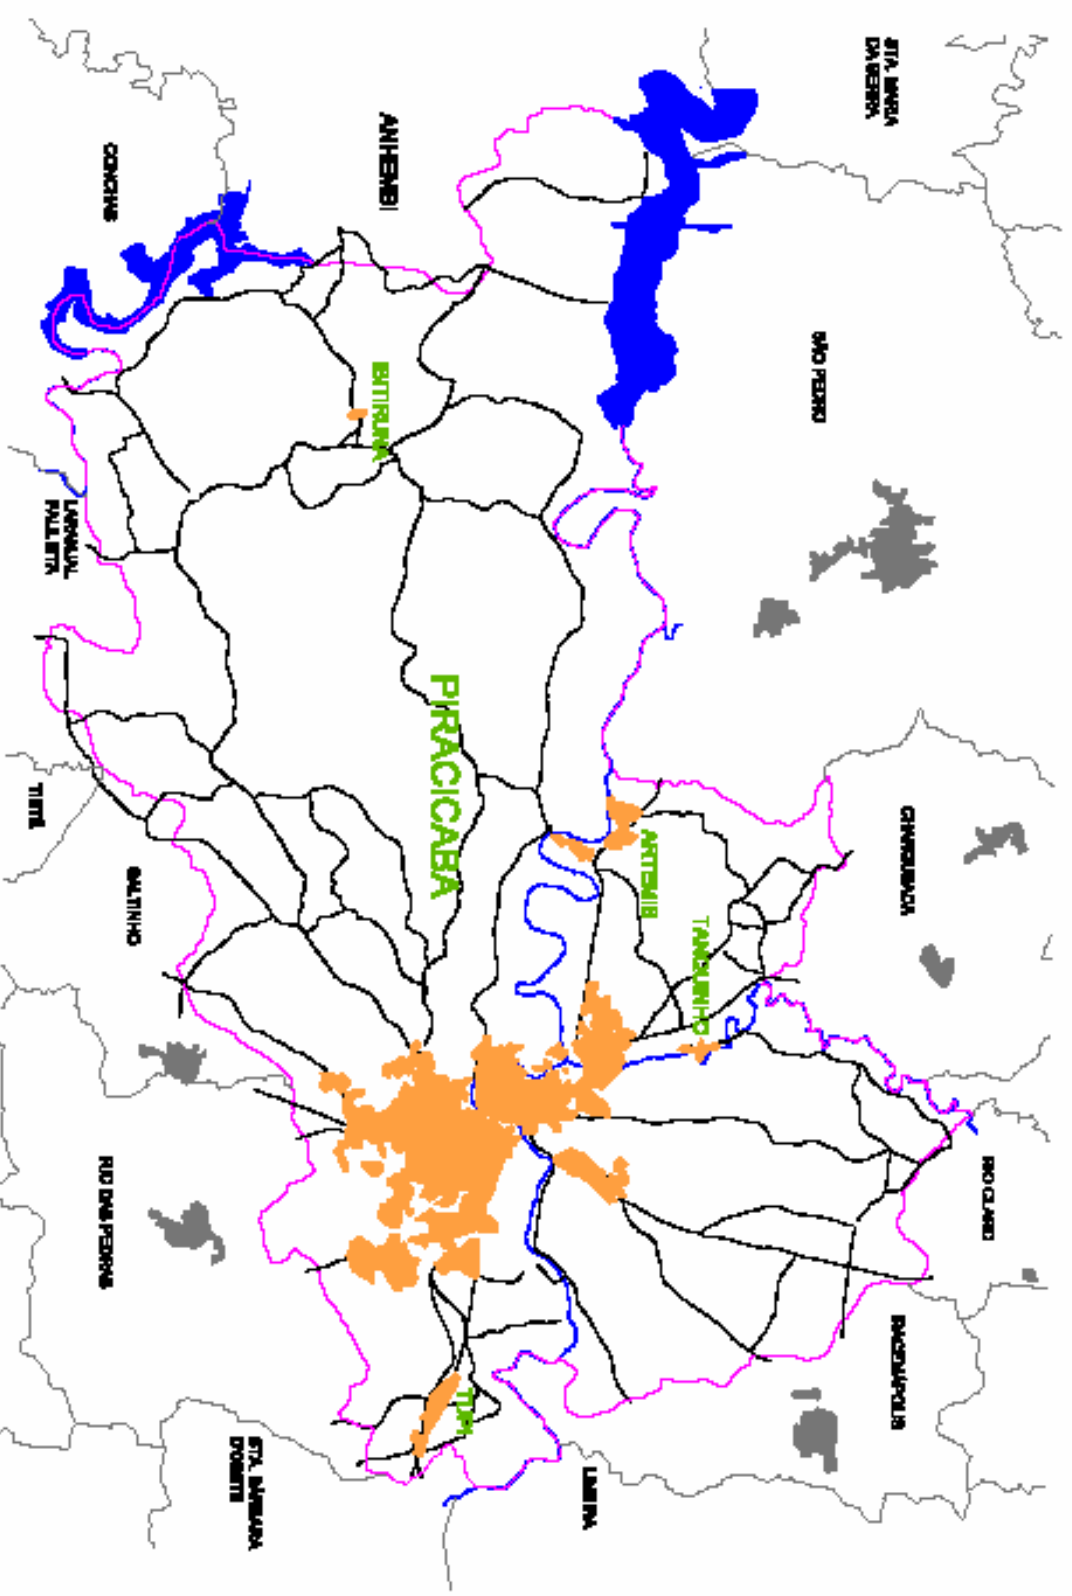 RIO CLARO
STA. MARIA
DA SERRA
CHARQUEADA
IRACEMÁPOLIS
SÃO PEDRO
TANQUINHO
ARTEMIS
LIMEIRA
TUPI
PIRACICABA
ANHEMBI
IBITIRUNA
STA. BÁRBARA
D'OESTE
SALTINHO
CONCHAS
RIO DAS PEDRAS
LARANJAL
PAULISTA
TIETÊ